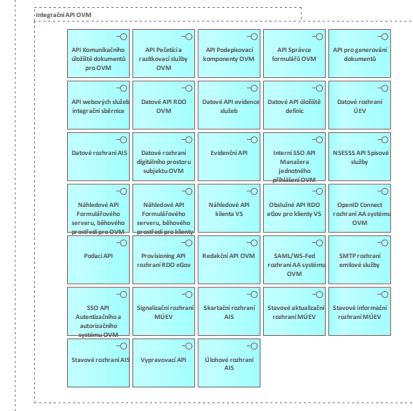 Integrační API OVM
API Komunikačního
úložiště dokumentů
pro OVM
API Pečetící a
razítkovací služby
OVM
API Podepisovací
komponenty OVM
API Správce
formulářů OVM
API pro generování
dokumentů
API webových služeb
integrační sběrnice
Datové API RDO
OVM
Datové API evidence
služeb
Datové API úložiště
definic
Datové rozhraní
ÚEV
Datové rozhraní AIS
Datové rozhraní
digitálního prostoru
subjektu OVM
Evidenční API
Interní SSO API
Manažera
jednotného
přihlášení OVM
NSESSS API Spisové
služby
Náhledové API
Formulářového
serveru, běhového
prostředí pro OVM
Náhledové API
Formulářového
serveru, běhového
prostředí pro klienty
Náhledové API
klienta VS
Obslužné API RDO
eGov pro klienty VS
OpenID Connect
rozhraní AA systému
OVM
Podací API
Provisioning API
rozhraní RDO eGov
Redakční API OVM
SAML/WS-Fed
rozhraní AA systému
OVM
SMTP rozhraní
emilové služby
SSO API
Autentizačního a
autorizačního
systému OVM
Signalizační rozhraní
MÚEV
Skartační rozhraní
AIS
Stavové aktualizační
rozhraní MÚEV
Stavové informační
rozhraní MÚEV
Stavové rozhraní AIS
Vypravovací API
Úlohové rozhraní
AIS